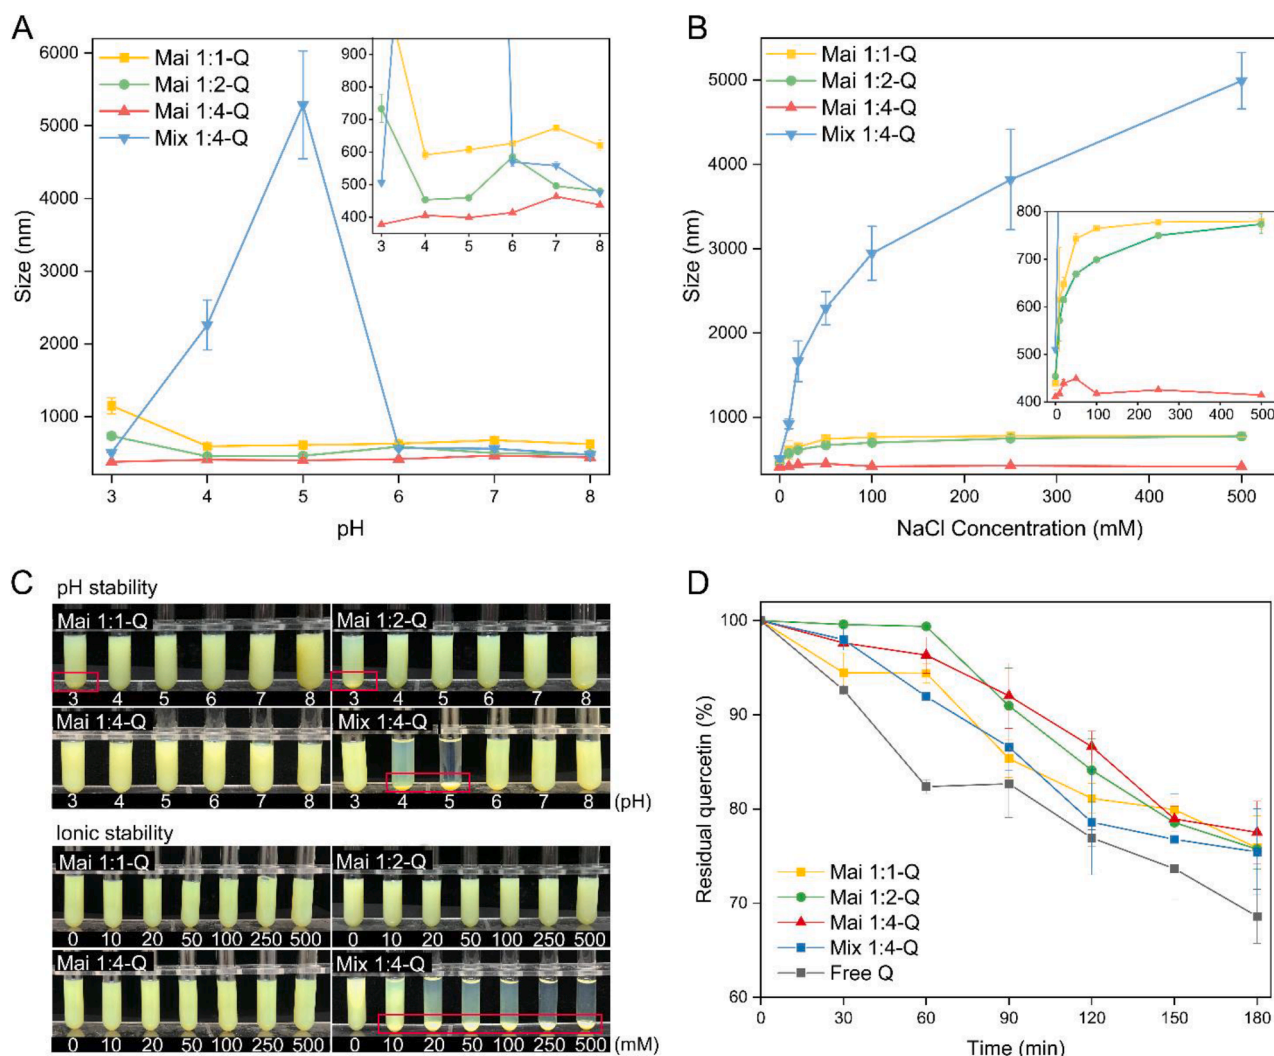 A
Mai 1:1-Q
Mai 1:2-Q
Mai 1:4-Q
Mix 1:4-Q
6000
5000
4000
3000
2000
1000
Size (nm)
3 4 5 6 7 8
pH
900
800
700
600
500
400
3 4 5 6 7 8
B
Mai 1:1-Q
Mai 1:2-Q
Mai 1:4-Q
Mix 1:4-Q
5000
4000
3000
2000
1000
Size (nm)
0 100 200 300 400 500
NaCl Concentration (mM)
800
700
600
500
400
0 100 200 300 400 500
C
pH stability
Mai 1:1-Q
3 4 5 6 7 8
Mai 1:2-Q
3 4 5 6 7 8
Mai 1:4-Q
3 4 5 6 7 8
Mix 1:4-Q
3 4 5 6 7 8 (pH)
Ionic stability
Mai 1:1-Q
0 10 20 50 100 250 500
Mai 1:2-Q
0 10 20 50 100 250 500
Mai 1:4-Q
0 10 20 50 100 250 500
Mix 1:4-Q
0 10 20 50 100 250 500 (mM)
D
100
90
80
70
60
Residual quercetin (%)
Mai 1:1-Q
Mai 1:2-Q
Mai 1:4-Q
Mix 1:4-Q
Free Q
0 30 60 90 120 150 180
Time (min)